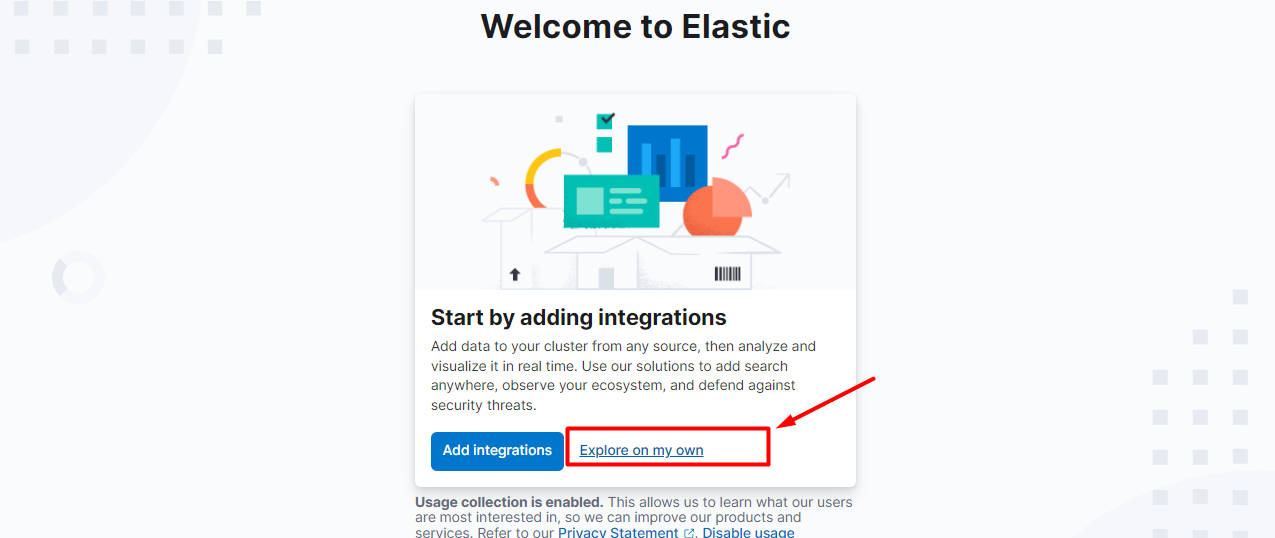 Welcome to Elastic
Start by adding integrations
Add data to your cluster from any source, then analyze and
visualize it in real time. Use our solutions to add search
anywhere, observe your ecosystem, and defend against
security threats.
Add integrations
Explore on my own
Usage collection is enabled. This allows us to learn what our users
are most interested in, so we can improve our products and
services. Refer to our Privacy Statement. Disable usage